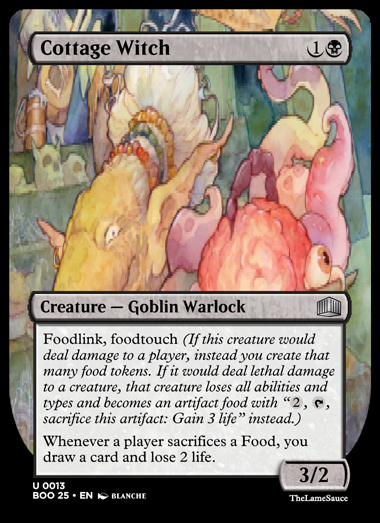 Cottage Witch 1
Creature — Goblin Warlock
Foodlink, foodtouch (If this creature would
deal damage to a player, instead you create that
many food tokens. If it would deal lethal damage
to a creature, that creature loses all abilities and
types and becomes an artifact food with “2, ,
sacrifice this artifact: Gain 3 life” instead.)
Whenever a player sacrifices a Food, you
draw a card and lose 2 life.
3/2
U 0013
BOO 25 • EN BLANCHE
TheLameSauce